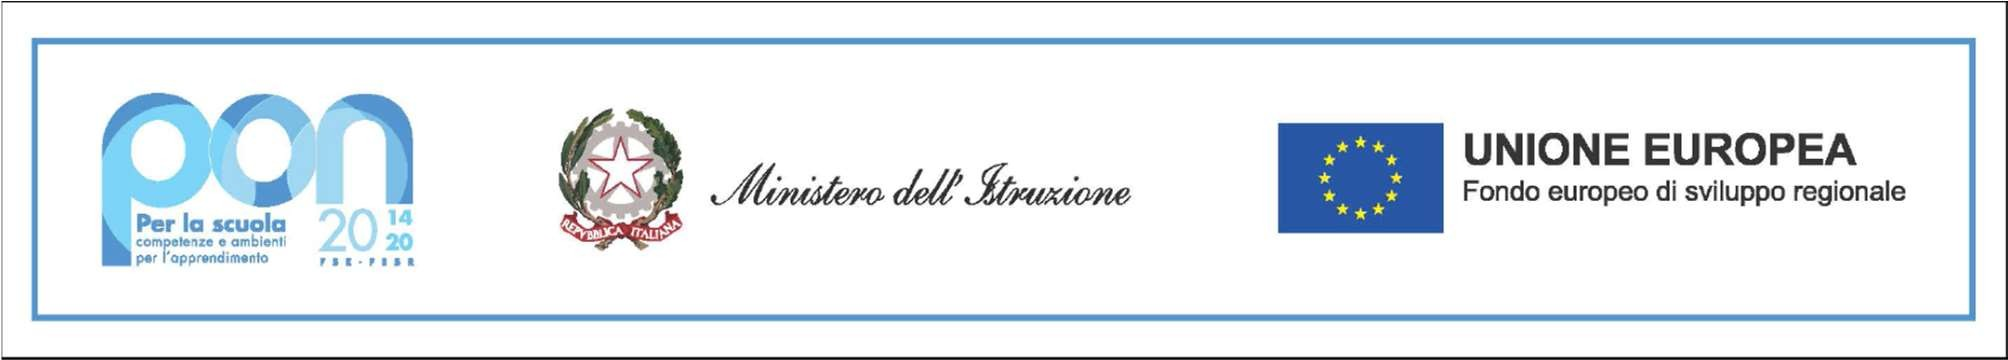 pon
Per la scuola
competenze e ambienti
per l'apprendimento
20 14
20
FSE-FESR
REPVBBLICA ITALIANA
Ministero dell'Istruzione
UNIONE EUROPEA
Fondo europeo di sviluppo regionale